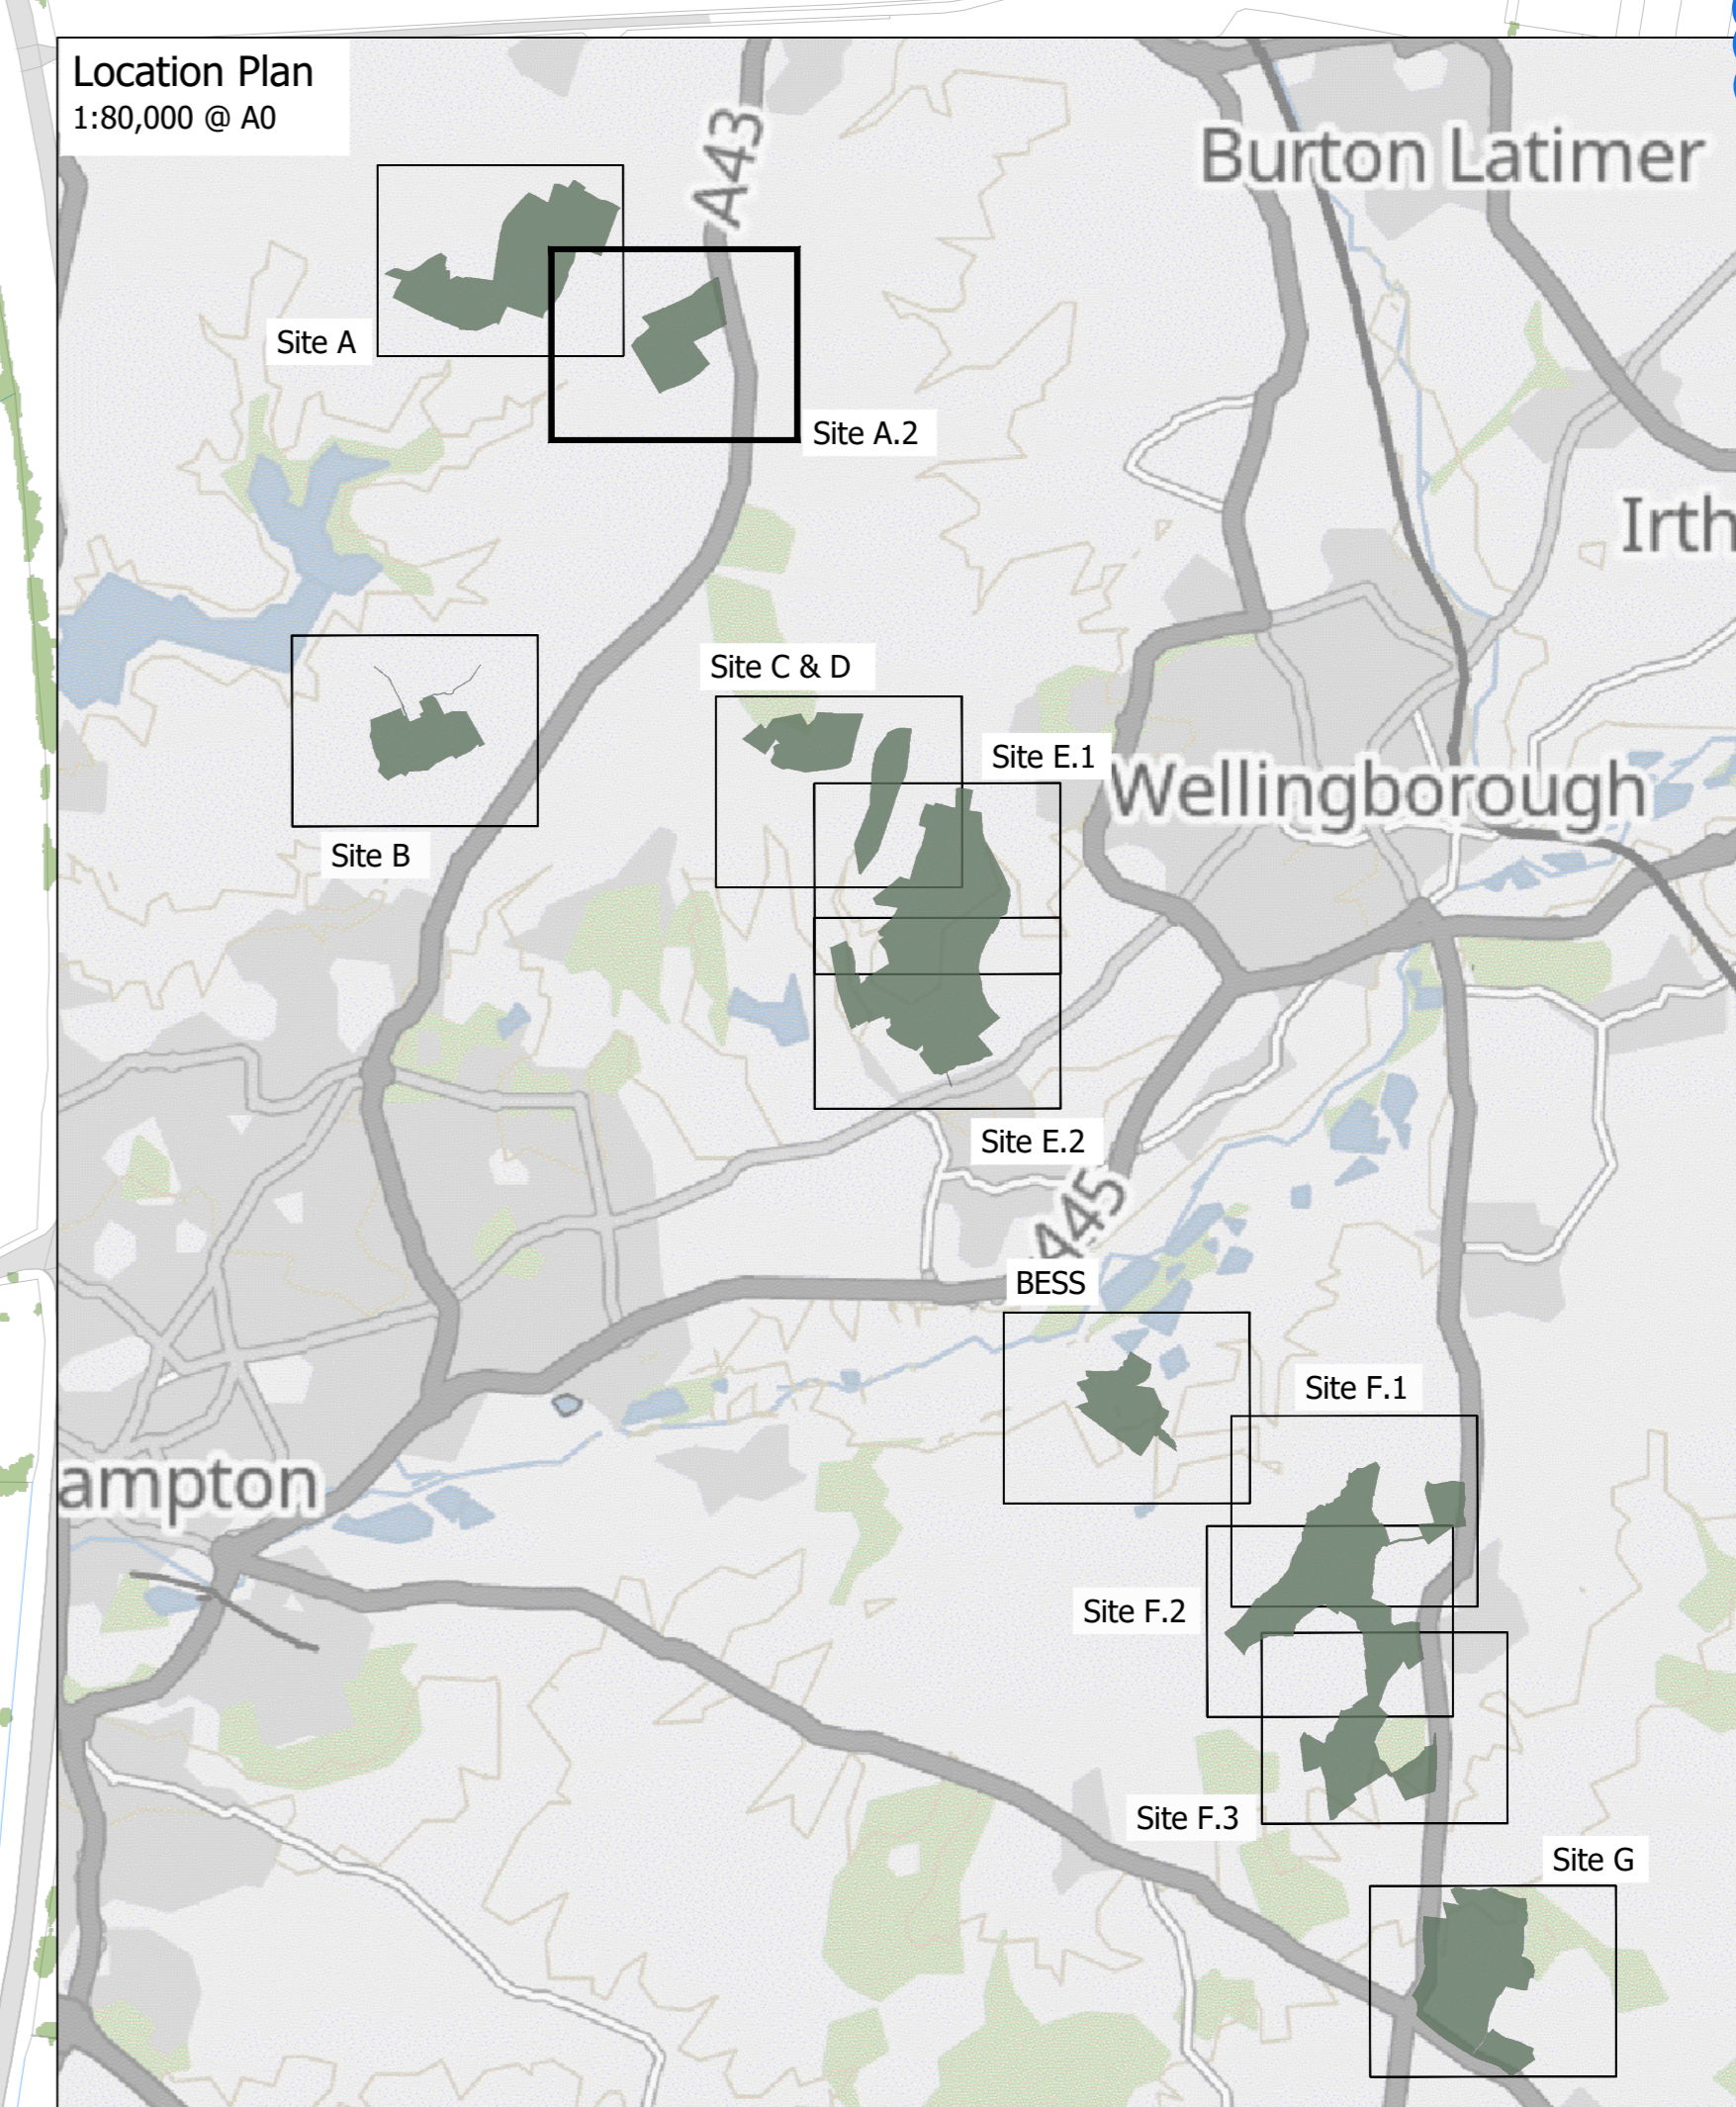 Location Plan
1:80,000 @ A0
A43
Burton Latimer
Site A
Site A.2
Irth
Site C & D
Site E.1
Wellingborough
Site B
Site E.2
A45
BESS
Site F.1
ampton
Site F.2
Site F.3
Site G